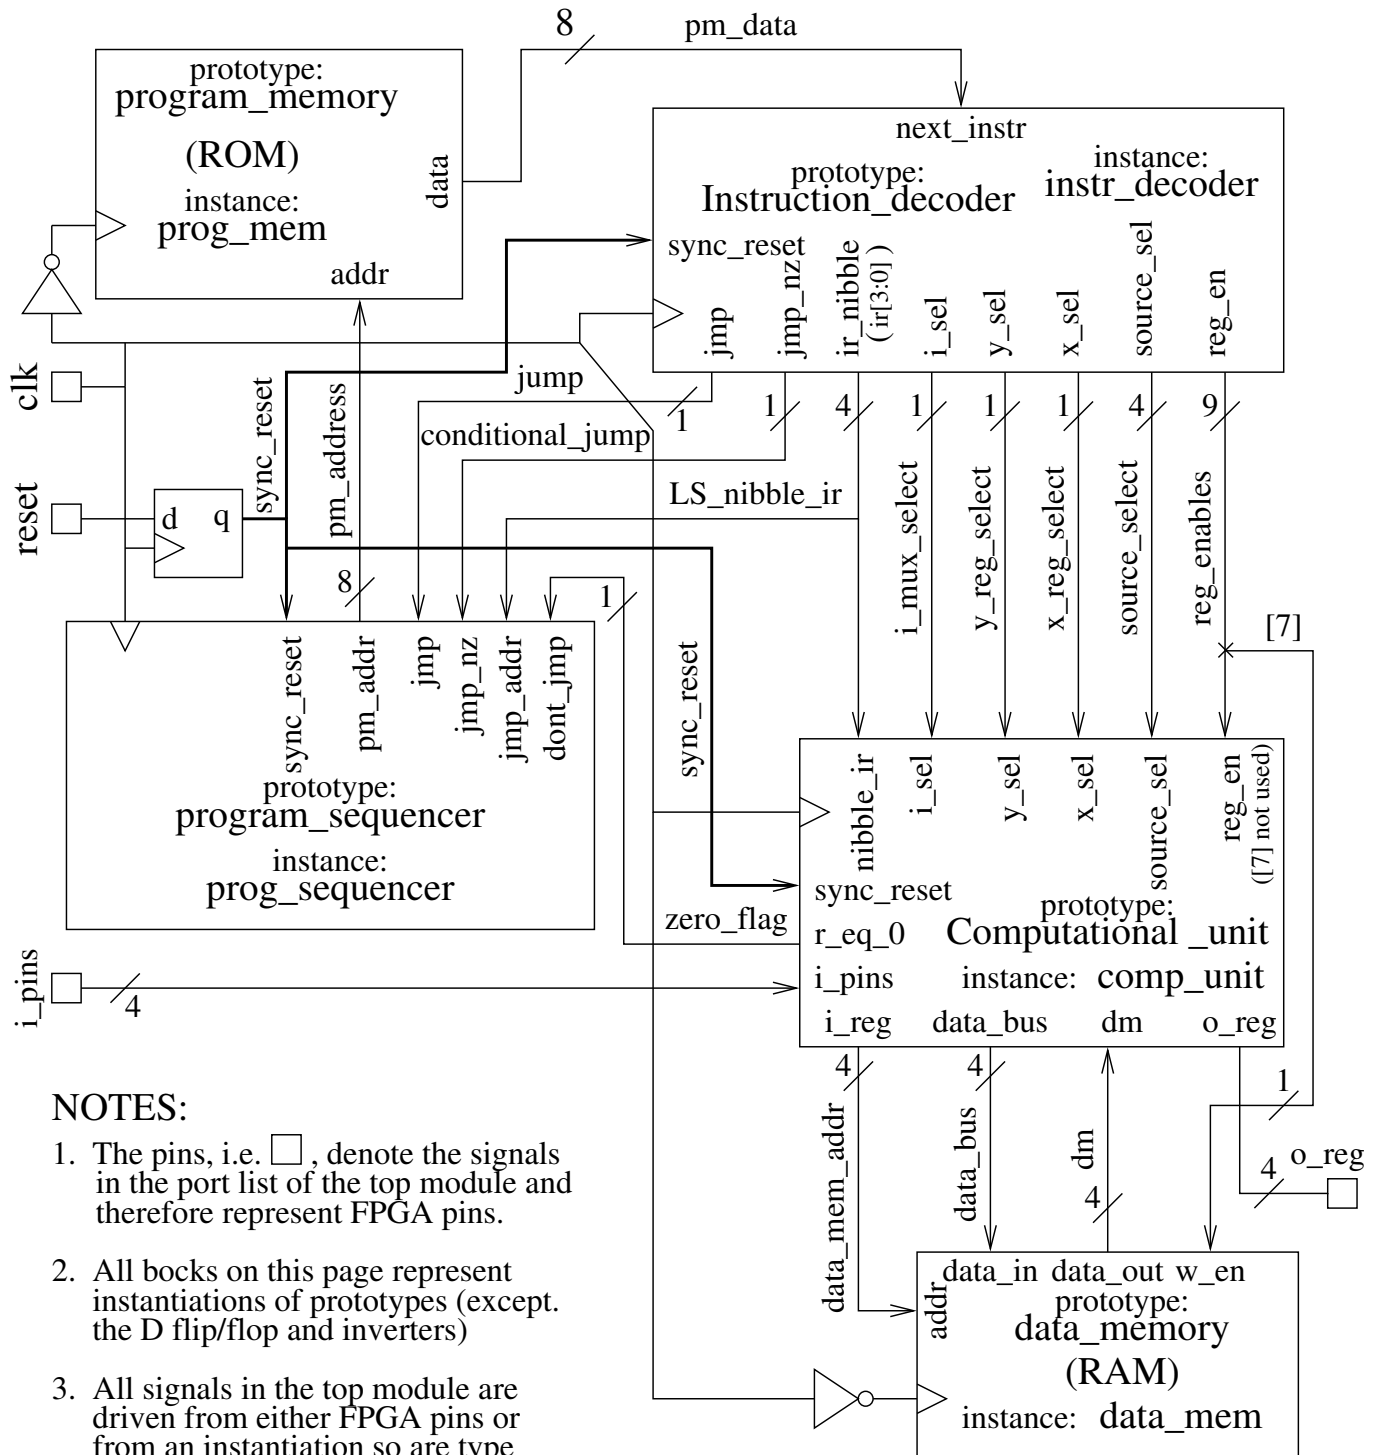 8
pm_data
prototype:
program_memory
(ROM)
instance:
prog_mem
data
addr
next_instr
prototype:
Instruction_decoder
instance:
instr_decoder
sync_reset
jmp
jmp_nz
ir_nibble
( ir[3:0] )
i_sel
y_sel
x_sel
source_sel
reg_en
clk
reset
sync_reset
pm_address
jump
1
conditional_jump
1
4
1
1
1
4
9
LS_nibble_ir
d
q
8
1
i_mux_select
y_reg_select
x_reg_select
source_select
reg_enables
[7]
sync_reset
pm_addr
jmp
jmp_nz
jmp_addr
dont_jmp
prototype:
program_sequencer
instance:
prog_sequencer
sync_reset
nibble_ir
i_sel
y_sel
x_sel
source_sel
reg_en
([7] not used)
sync_reset
prototype:
zero_flag
r_eq_0
Computational _unit
i_pins
4
i_pins
instance: comp_unit
i_reg
data_bus
dm
o_reg
4
4
1
data_mem_addr
data_bus
dm
4
4
o_reg
data_in data_out w_en
addr
prototype:
data_memory
(RAM)
instance: data_mem
NOTES:
1. The pins, i.e. , denote the signals
in the port list of the top module and
therefore represent FPGA pins.
2. All bocks on this page represent
instantiations of prototypes (except.
the D flip/flop and inverters)
3. All signals in the top module are
driven from either FPGA pins or
from an instantiation so are type